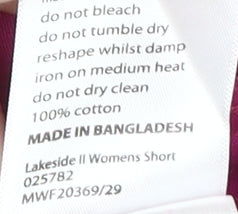 do not bleach
do not tumble dry
reshape whilst damp
iron on medium heat
do not dry clean
100% cotton
MADE IN BANGLADESH
Lakeside II Womens Short
025782
MWF20369/29